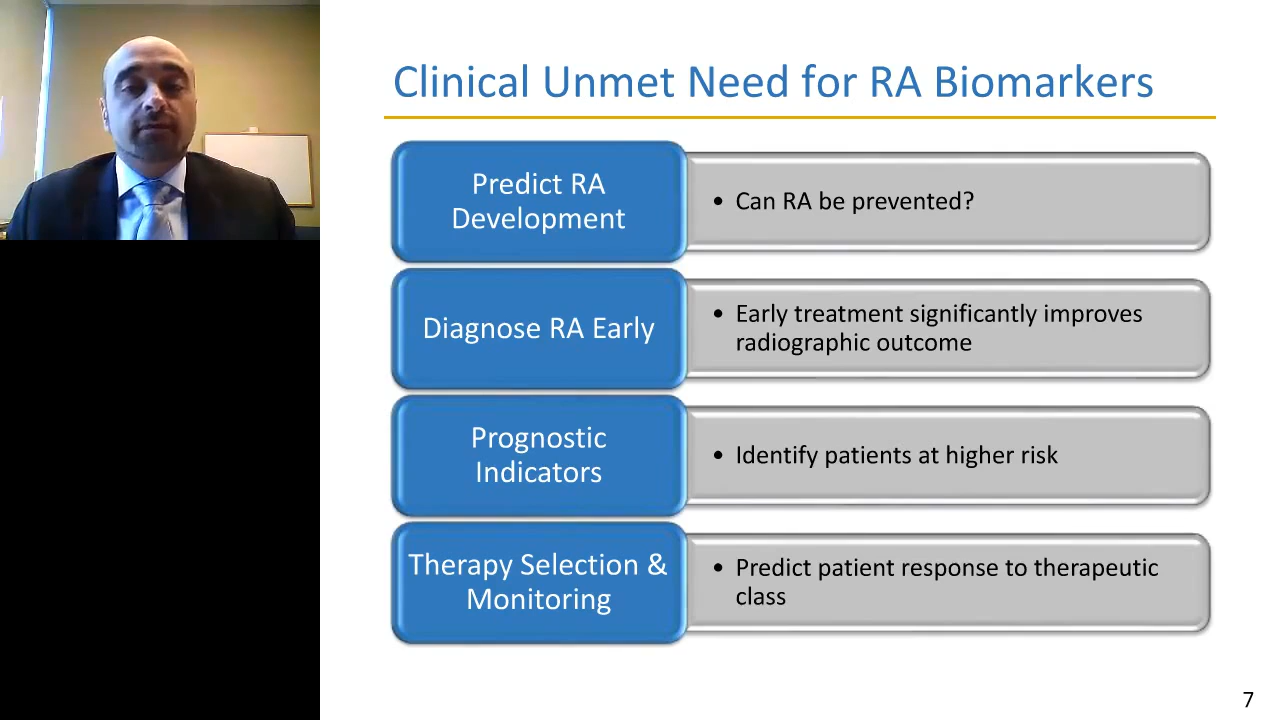 Clinical Unmet Need for RA Biomarkers
Predict RA
Development
• Can RA be prevented?
Diagnose RA Early
• Early treatment significantly improves
radiographic outcome
Prognostic
Indicators
• Identify patients at higher risk
Therapy Selection &
Monitoring
• Predict patient response to therapeutic
class
7